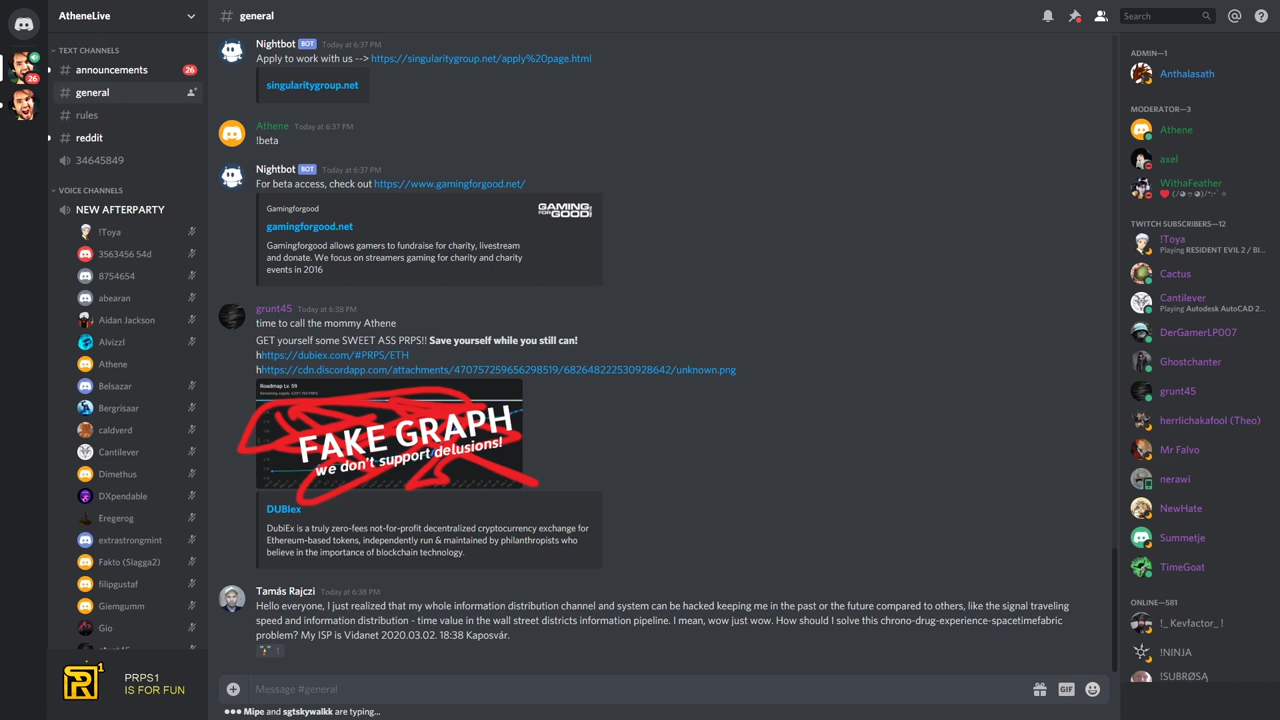 AtheneLive
# general
Search
26
TEXT CHANNELS
# announcements 26
# general
# rules
# reddit
34645849
VOICE CHANNELS
NEW AFTERPARTY
!Toya
3563456 54d
8754654
abearan
Aidan Jackson
Alvizzl
Athene
Belsazar
Bergrisaar
caldverd
Cantilever
Dimethus
DXpendable
Eregerog
extrastrongmint
Fakto (Slagga2)
filipgustaf
Giemgumm
Gio
PRPS1
IS FOR FUN
Nightbot BOT Today at 6:37 PM
Apply to work with us --> https://singularitygroup.net/apply%20page.html
singularitygroup.net
Athene Today at 6:37 PM
!beta
Nightbot BOT Today at 6:37 PM
For beta access, check out https://www.gamingforgood.net/
Gamingforgood
GAMING
FOR GOOD
gamingforgood.net
Gamingforgood allows gamers to fundraise for charity, livestream
and donate. We focus on streamers gaming for charity and charity
events in 2016
grunt45 Today at 6:38 PM
time to call the mommy Athene
GET yourself some SWEET ASS PRPS!! Save yourself while you still can!
hhttps://dubiex.com/#PRPS/ETH
hhttps://cdn.discordapp.com/attachments/470757259656298519/682648222530928642/unknown.png
Roadmap Lv. 59
FAKE GRAPH
we don't support delusions!
DUBIex
DubiEx is a truly zero-fees not-for-profit decentralized cryptocurrency exchange for
Ethereum-based tokens, independently run & maintained by philanthropists who
believe in the importance of blockchain technology.
Tamás Rajczi Today at 6:38 PM
Hello everyone, I just realized that my whole information distribution channel and system can be hacked keeping me in the past or the future compared to others, like the signal traveling
speed and information distribution - time value in the wall street districts information pipeline. I mean, wow just wow. How should I solve this chrono-drug-experience-spacetimefabric
problem? My ISP is Vidanet 2020.03.02. 18:38 Kaposvár.
1
Message #general
GIF
Mipe and sgtskywalkk are typing...
ADMIN—1
Anthalasath
MODERATOR—3
Athene
axel
WithaFeather
TWITCH SUBSCRIBERS—12
!Toya
Playing RESIDENT EVIL 2 / BI...
Cactus
Cantilever
Playing Autodesk AutoCAD 2...
DerGamerLP007
Ghostchanter
grunt45
herrlichakafool (Theo)
Mr Falvo
nerawi
NewHate
Summetje
TimeGoat
ONLINE—581
!_ Kevfactor_ !
!NINJA
!SUBRØSĄ